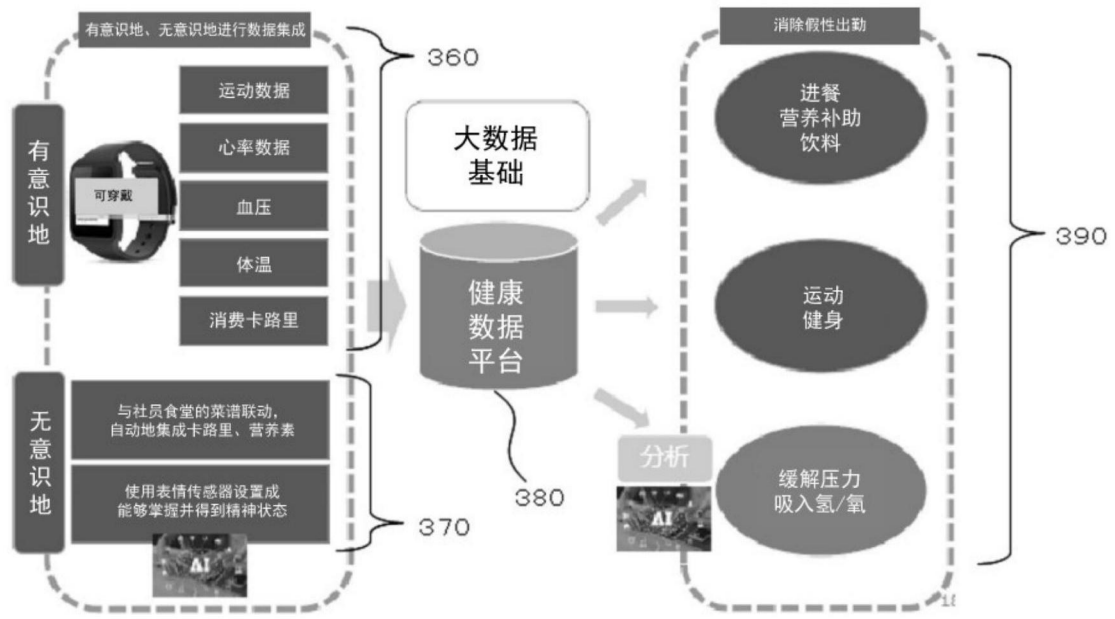 有意识地、无意识地进行数据集成
360
有意识地
可穿戴
运动数据
心率数据
血压
体温
消费卡路里
无意识地
与社员食堂的菜谱联动，
自动地集成卡路里、营养素
使用表情传感器设置成
能够掌握并得到精神状态
AI
370
大数据
基础
健康
数据
平台
380
分析
AI
消除假性出勤
进餐
营养补助
饮料
运动
健身
缓解压力
吸入氢/氧
390
18